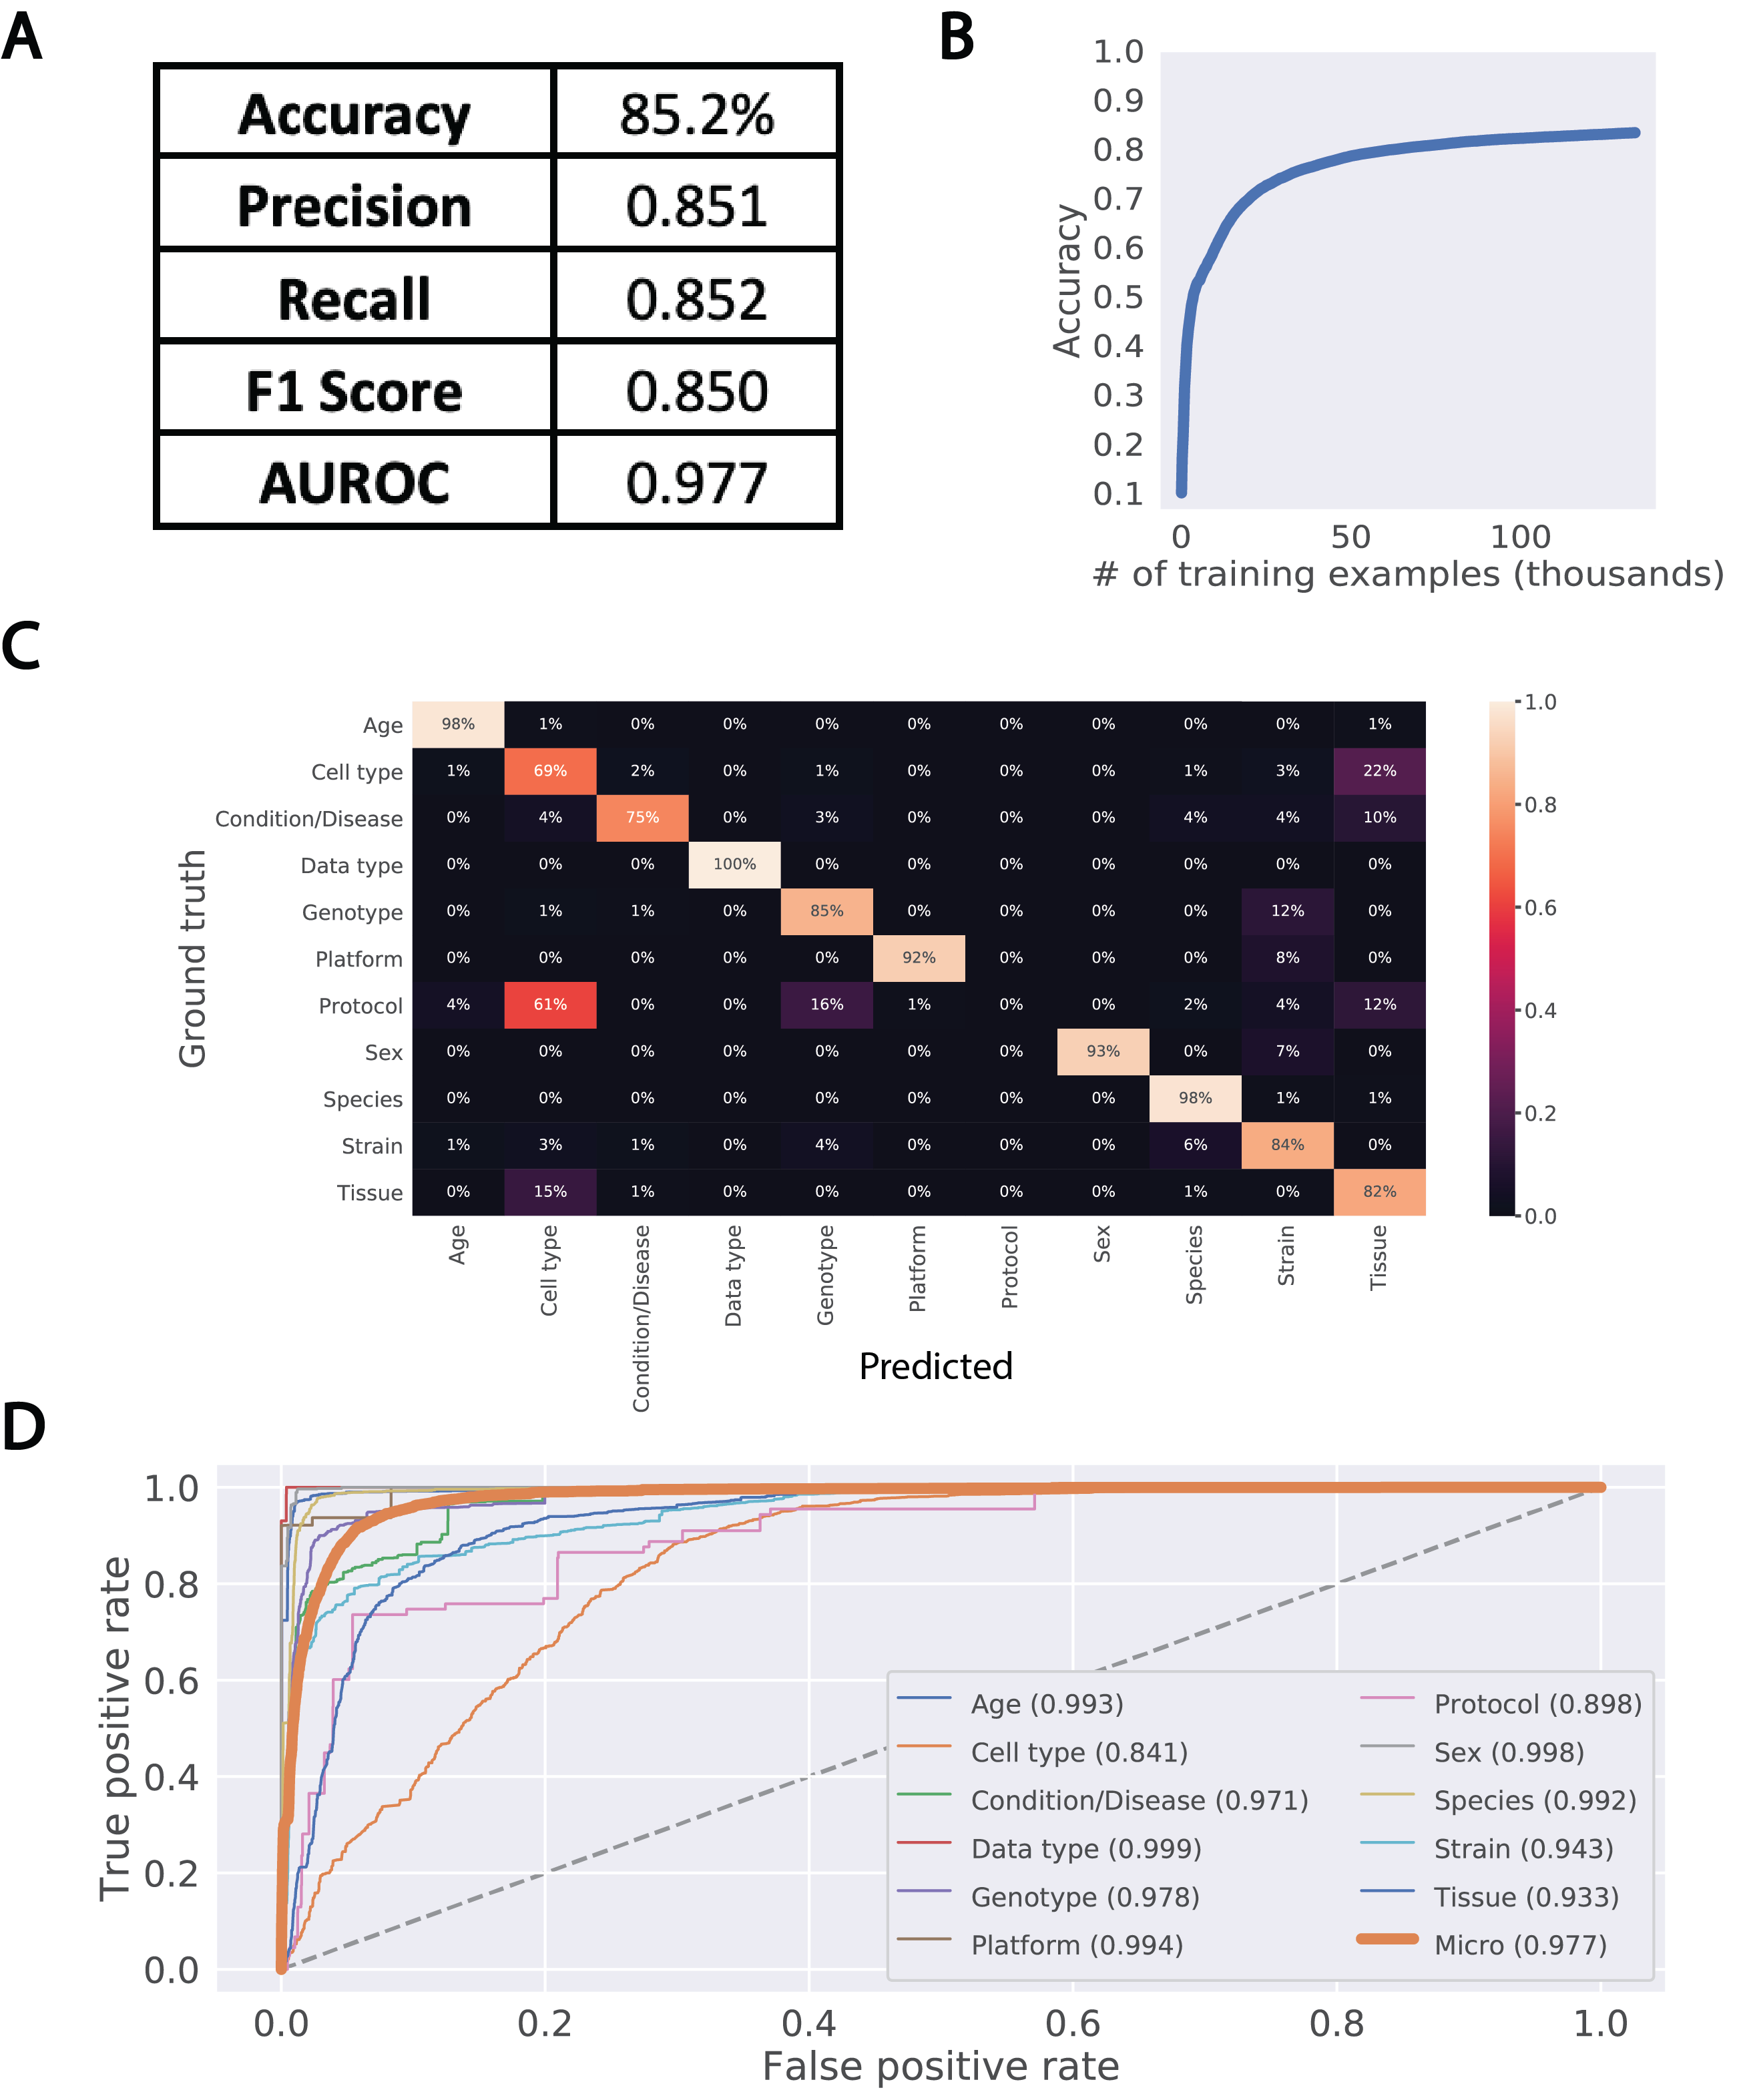 A
Accuracy 85.2%
Precision 0.851
Recall 0.852
F1 Score 0.850
AUROC 0.977
B
1.0
0.9
0.8
0.7
0.6
0.5
0.4
0.3
0.2
0.1
Accuracy
0 50 100
# of training examples (thousands)
C
Ground truth
Age 98% 1% 0% 0% 0% 0% 0% 0% 0% 0% 1%
Cell type 1% 69% 2% 0% 1% 0% 0% 0% 1% 3% 22%
Condition/Disease 0% 4% 75% 0% 3% 0% 0% 0% 4% 4% 10%
Data type 0% 0% 0% 100% 0% 0% 0% 0% 0% 0% 0%
Genotype 0% 1% 1% 0% 85% 0% 0% 0% 0% 12% 0%
Platform 0% 0% 0% 0% 0% 92% 0% 0% 0% 8% 0%
Protocol 4% 61% 0% 0% 16% 1% 0% 0% 2% 4% 12%
Sex 0% 0% 0% 0% 0% 0% 0% 93% 0% 7% 0%
Species 0% 0% 0% 0% 0% 0% 0% 0% 98% 1% 1%
Strain 1% 3% 1% 0% 4% 0% 0% 0% 6% 84% 0%
Tissue 0% 15% 1% 0% 0% 0% 0% 0% 1% 0% 82%
Age
Cell type
Condition/Disease
Data type
Genotype
Platform
Protocol
Sex
Species
Strain
Tissue
Predicted
1.0
0.8
0.6
0.4
0.2
0.0
D
True positive rate
1.0
0.8
0.6
0.4
0.2
0.0
Age (0.993)
Cell type (0.841)
Condition/Disease (0.971)
Data type (0.999)
Genotype (0.978)
Platform (0.994)
Protocol (0.898)
Sex (0.998)
Species (0.992)
Strain (0.943)
Tissue (0.933)
Micro (0.977)
0.0 0.2 0.4 0.6 0.8 1.0
False positive rate